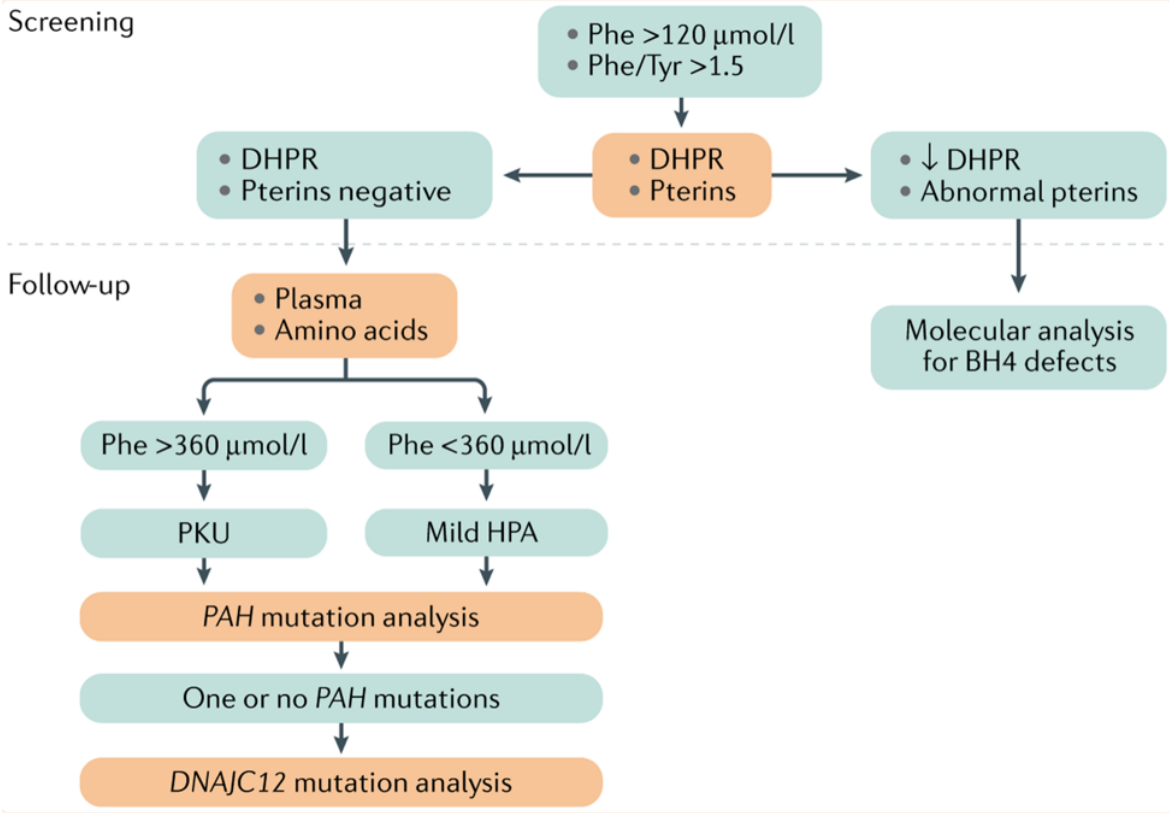 Screening
• Phe >120 μmol/l
• Phe/Tyr >1.5
• DHPR
• Pterins negative
• DHPR
• Pterins
• ↓ DHPR
• Abnormal pterins
Follow-up
• Plasma
• Amino acids
Molecular analysis
for BH4 defects
Phe >360 μmol/l
Phe <360 μmol/l
PKU
Mild HPA
PAH mutation analysis
One or no PAH mutations
DNAJC12 mutation analysis